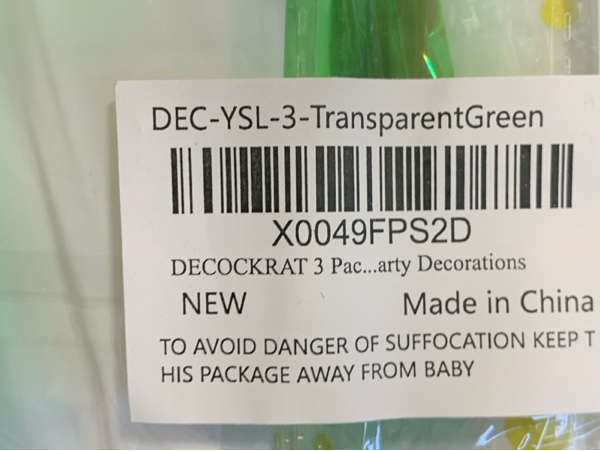 DEC-YSL-3-TransparentGreen
X0049FPS2D
DECOCKRAT 3 Pac...arty Decorations
NEW Made in China
TO AVOID DANGER OF SUFFOCATION KEEP T
HIS PACKAGE AWAY FROM BABY